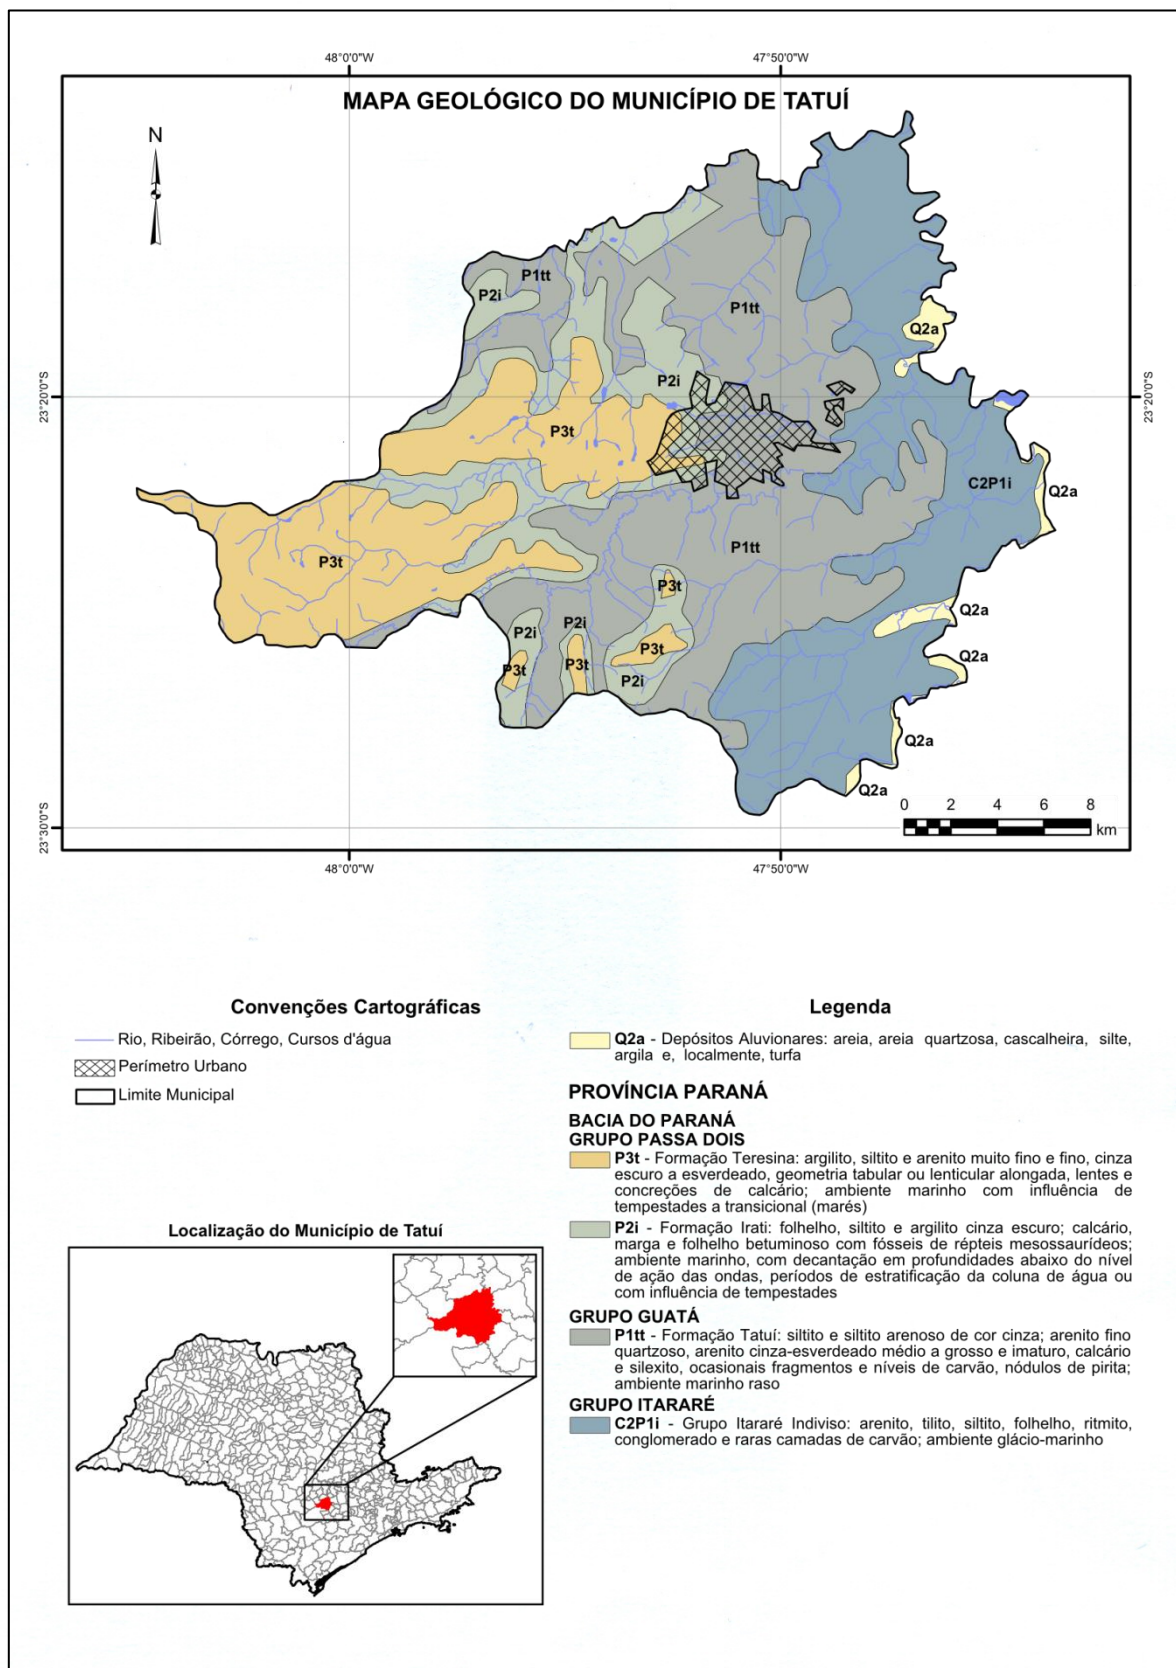 48°0'0"W
47°50'0"W
MAPA GEOLÓGICO DO MUNICÍPIO DE TATUÍ
N
P1tt
P2i
P1tt
Q2a
23°20'0"S
23°20'0"S
P2i
P3t
C2P1i
Q2a
P3t
P1tt
P3t
Q2a
P2i
P2i
P3t
Q2a
P3t
P3t
P2i
Q2a
Q2a
0 2 4 6 8
km
23°30'0"S
48°0'0"W
47°50'0"W
Convenções Cartográficas
Rio, Ribeirão, Córrego, Cursos d'água
Perímetro Urbano
Limite Municipal
Localização do Município de Tatuí
Legenda
Q2a - Depósitos Aluvionares: areia, areia quartzosa, cascalheira, silte,
argila e, localmente, turfa
PROVÍNCIA PARANÁ
BACIA DO PARANÁ
GRUPO PASSA DOIS
P3t - Formação Teresina: argilito, siltito e arenito muito fino e fino, cinza
escuro a esverdeado, geometria tabular ou lenticular alongada, lentes e
concreções de calcário; ambiente marinho com influência de
tempestades a transicional (marés)
P2i - Formação Irati: folhelho, siltito e argilito cinza escuro; calcário,
marga e folhelho betuminoso com fósseis de répteis mesossaurídeos;
ambiente marinho, com decantação em profundidades abaixo do nível
de ação das ondas, períodos de estratificação da coluna de água ou
com influência de tempestades
GRUPO GUATÁ
P1tt - Formação Tatuí: siltito e siltito arenoso de cor cinza; arenito fino
quartzoso, arenito cinza-esverdeado médio a grosso e imaturo, calcário
e silexito, ocasionais fragmentos e níveis de carvão, nódulos de pirita;
ambiente marinho raso
GRUPO ITARARÉ
C2P1i - Grupo Itararé Indiviso: arenito, tilito, siltito, folhelho, ritmito,
conglomerado e raras camadas de carvão; ambiente glácio-marinho